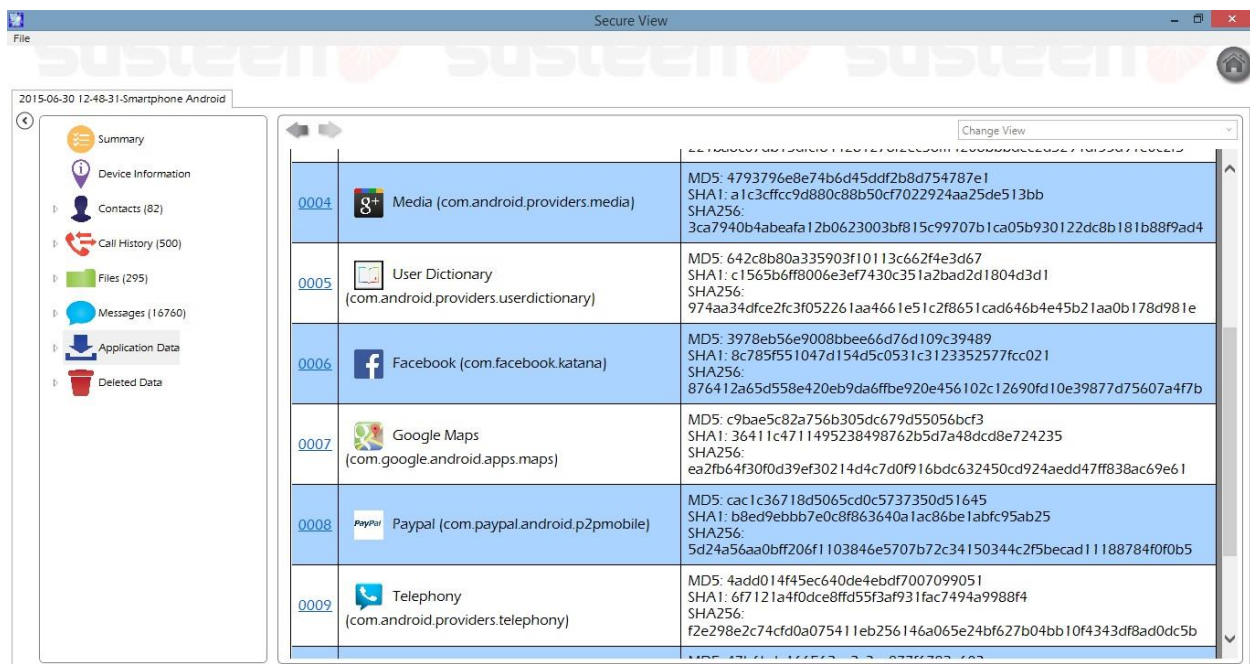 Secure View
File
susteen susteen susteen
2015-06-30 12-48-31-Smartphone Android
Summary
Device Information
Contacts (82)
Call History (500)
Files (295)
Messages (16760)
Application Data
Deleted Data
Change View
0004
Media (com.android.providers.media)
MD5: 4793796e8e74b6d45ddf2b8d754787e1
SHA1: a1c3cffcc9d880c88b50cf7022924aa25de513bb
SHA256:
3ca7940b4abeafa12b0623003bf815c99707b1ca05b930122dc8b181b88f9ad4
0005
User Dictionary
(com.android.providers.userdictionary)
MD5: 642c8b80a335903f10113c662f4e3d67
SHA1: c1565b6ff8006e3ef7430c351a2bad2d1804d3d1
SHA256:
974aa34dfce2fc3f052261aa4661e51c2f8651cad646b4e45b21aa0b178d981e
0006
Facebook (com.facebook.katana)
MD5: 3978eb56e9008bbee66d76d109c39489
SHA1: 8c785f551047d154d5c0531c3123352577fcc021
SHA256:
876412a65d558e420eb9da6ffbe920e456102c12690fd10e39877d75607a4f7b
0007
Google Maps
(com.google.android.apps.maps)
MD5: c9bae5c82a756b305dc679d55056bcf3
SHA1: 36411c4711495238498762b5d7a48dcd8e724235
SHA256:
ea2fb64f30f0d39ef30214d4c7d0f916bdc632450cd924aedd47ff838ac69e61
0008
PayPal
Paypal (com.paypal.android.p2pmobile)
MD5: cac1c36718d5065cd0c5737350d51645
SHA1: b8ed9ebbb7e0c8f863640a1ac86be1abfc95ab25
SHA256:
5d24a56aa0bff206f1103846e5707b72c34150344c2f5becad11188784f0f0b5
0009
Telephony
(com.android.providers.telephony)
MD5: 4add014f45ec640de4ebdf7007099051
SHA1: 6f7121a4f0dce8ffd55f3af931fac7494a9988f4
SHA256:
f2e298e2c74cfd0a075411eb256146a065e24bf627b04bb10f4343df8ad0dc5b